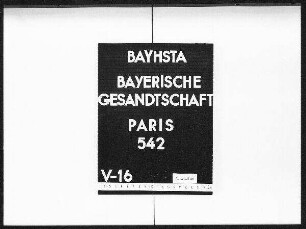 BAYHSTA
BAYERISCHE
GESANDTSCHAFT
PARIS
542
V-16